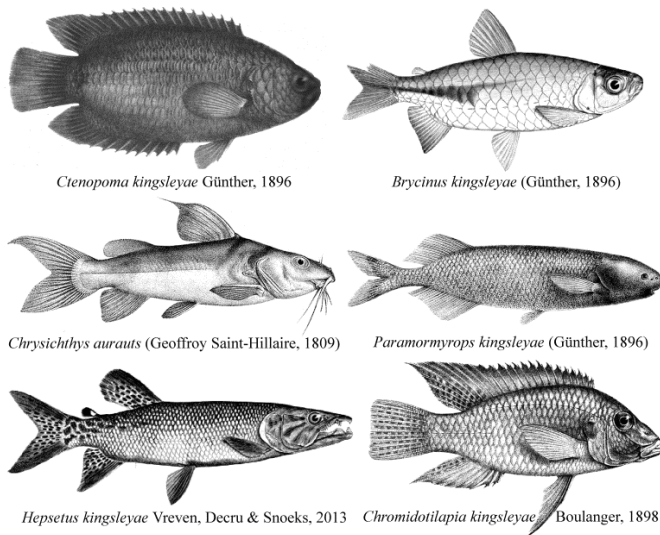 Ctenopoma kingsleyae Günther, 1896
Brycinus kingsleyae (Günther, 1896)
Chrysichthys aurauts (Geoffroy Saint-Hillaire, 1809)
Paramormyrops kingsleyae (Günther, 1896)
Hepsetus kingsleyae Vreven, Decru & Snoeks, 2013
Chromidotilapia kingsleyae Boulanger, 1898